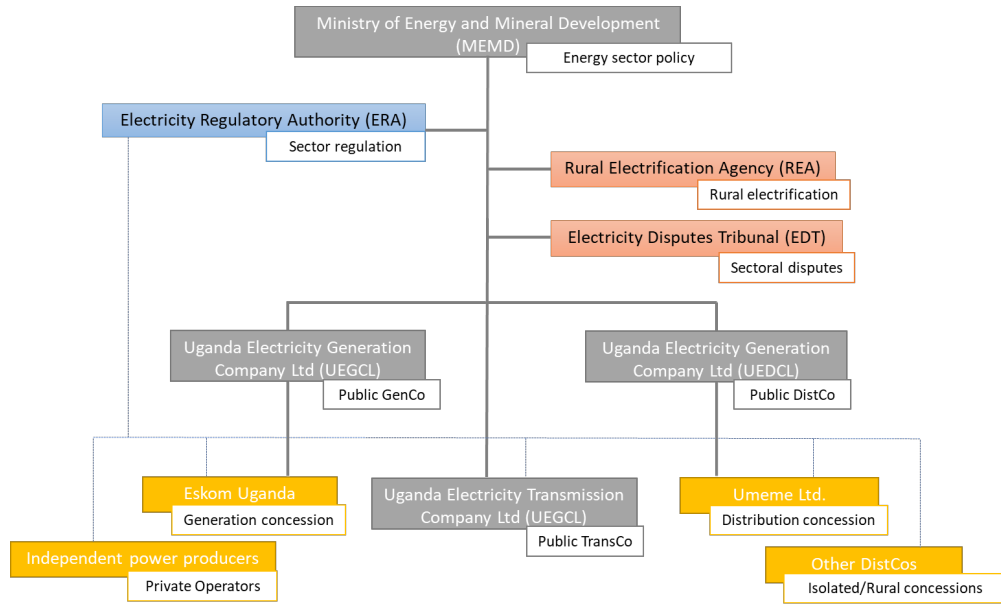 Ministry of Energy and Mineral Development
(MEMD)
Energy sector policy
Electricity Regulatory Authority (ERA)
Sector regulation
Rural Electrification Agency (REA)
Rural electrification
Electricity Disputes Tribunal (EDT)
Sectoral disputes
Uganda Electricity Generation
Company Ltd (UEGCL)
Public GenCo
Uganda Electricity Generation
Company Ltd (UEDCL)
Public DistCo
Eskom Uganda
Generation concession
Uganda Electricity Transmission
Company Ltd (UEGCL)
Public TransCo
Umeme Ltd.
Distribution concession
Independent power producers
Private Operators
Other DistCos
Isolated/Rural concessions